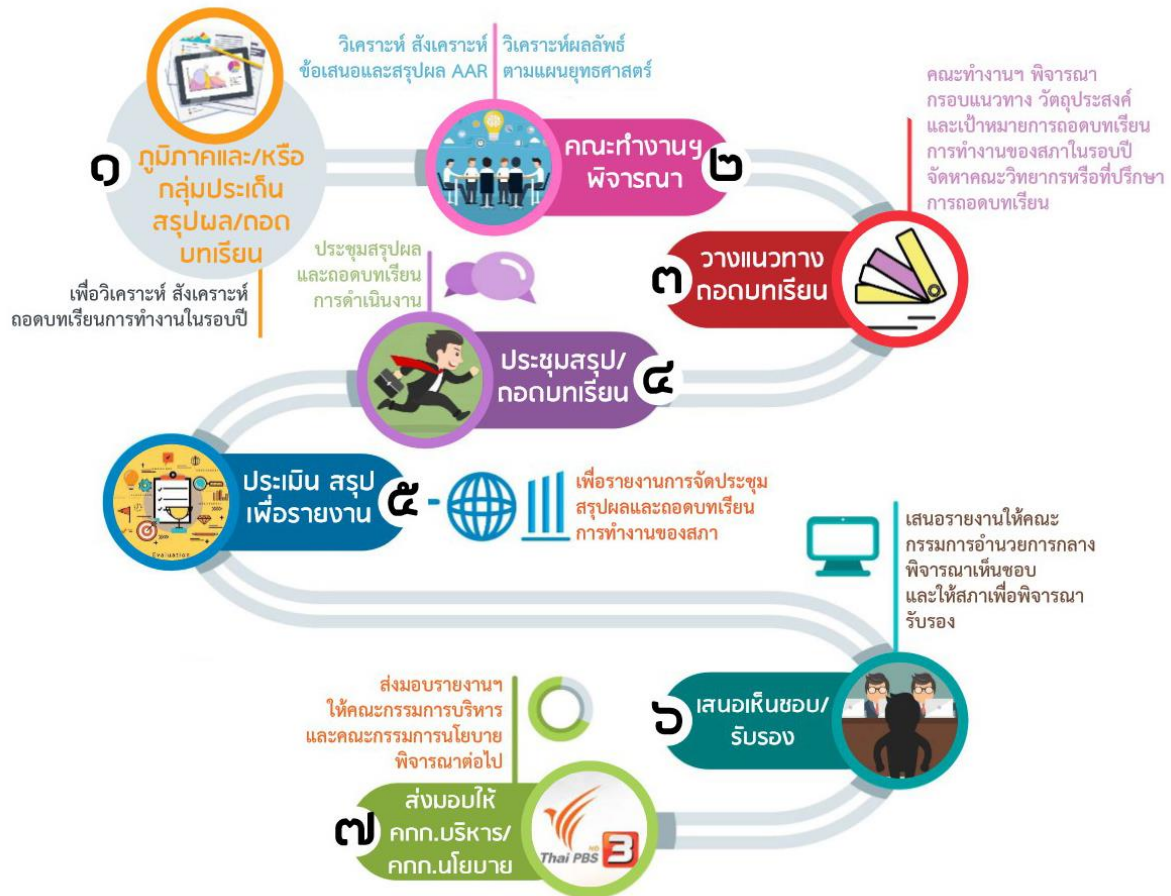 ๑
ภูมิภาคและ/หรือ
กลุ่มประเด็น
สรุปผล/ถอด
บทเรียน
เพื่อวิเคราะห์ สังเคราะห์
ถอดบทเรียนการทำงานในรอบปี
วิเคราะห์ สังเคราะห์
ข้อเสนอและสรุปผล AAR
วิเคราะห์ผลลัพธ์
ตามแผนยุทธศาสตร์
คณะทำงานฯ
พิจารณา
๒
คณะทำงานฯ พิจารณา
กรอบแนวทาง วัตถุประสงค์
และเป้าหมายการถอดบทเรียน
การทำงานของสภาในรอบปี
จัดหาคณะวิทยากรหรือที่ปรึกษา
การถอดบทเรียน
๓
วางแนวทาง
ถอดบทเรียน
ประชุมสรุปผล
และถอดบทเรียน
การดำเนินงาน
ประชุมสรุป/
ถอดบทเรียน
๔
Evaluation
ประเมิน สรุป
เพื่อรายงาน
๕
เพื่อรายงานการจัดประชุม
สรุปผลและถอดบทเรียน
การทำงานของสภา
เสนอรายงานให้คณะ
กรรมการอำนวยการกลาง
พิจารณาเห็นชอบ
และให้สภาเพื่อพิจารณา
รับรอง
๖
เสนอเห็นชอบ/
รับรอง
ส่งมอบรายงานฯ
ให้คณะกรรมการบริหาร
และคณะกรรมการนโยบาย
พิจารณาต่อไป
๗
ส่งมอบให้
คกก.บริหาร/
คกก.นโยบาย
Thai PBS
HD
3